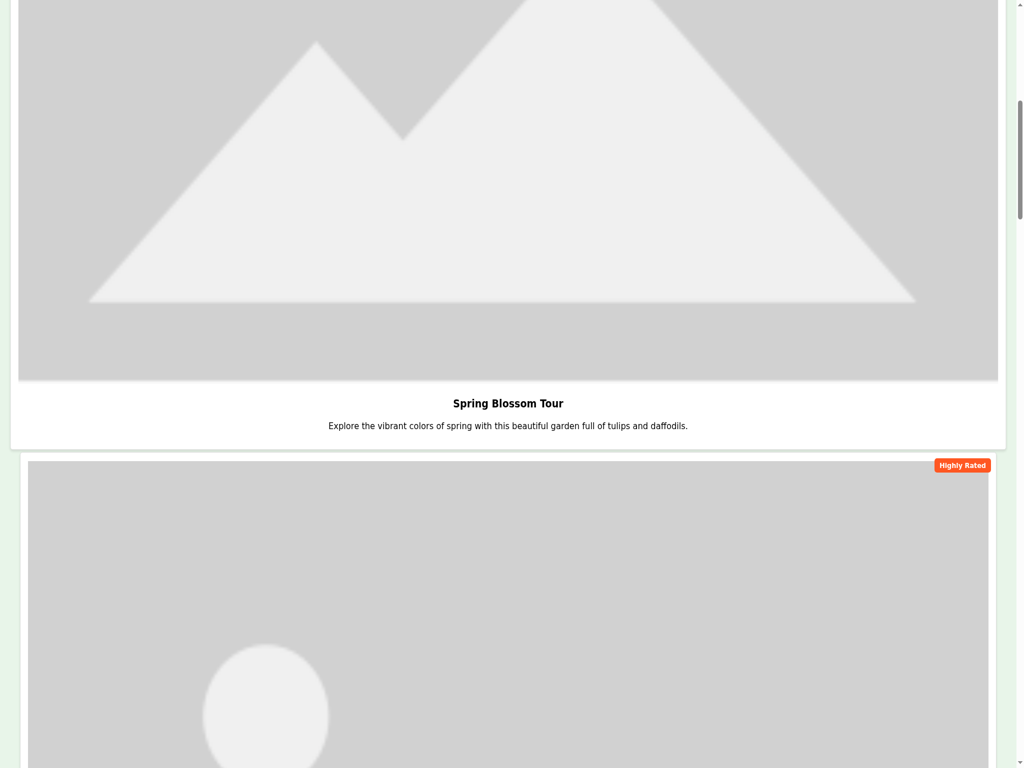 Spring Blossom Tour
Explore the vibrant colors of spring with this beautiful garden full of tulips and daffodils.
Highly Rated